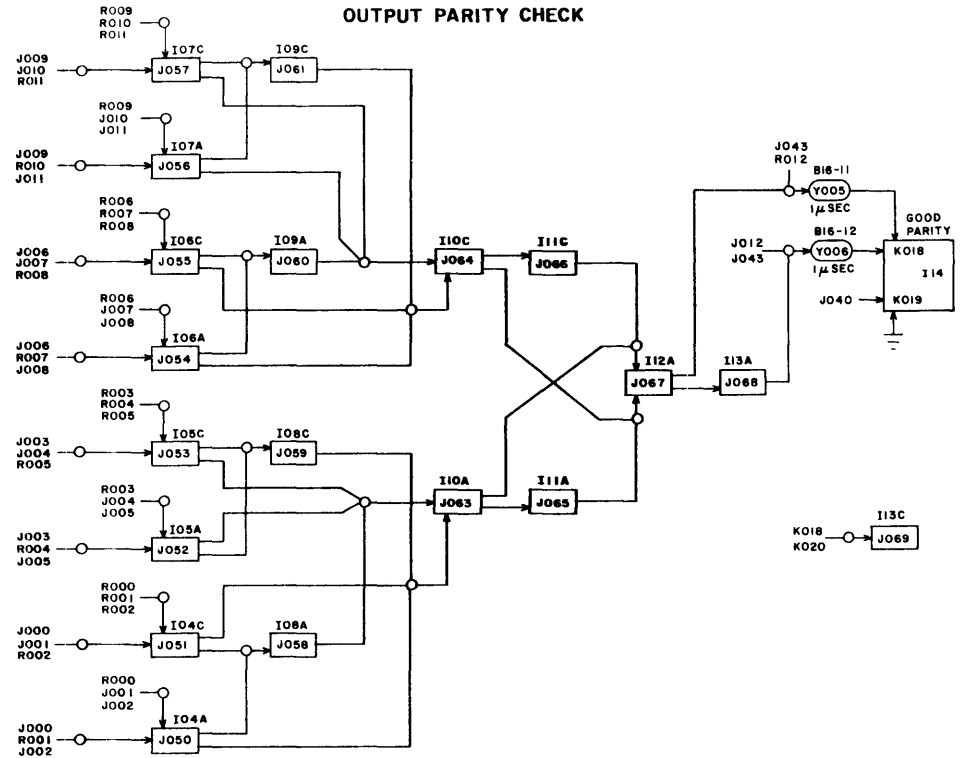 OUTPUT PARITY CHECK
R009
R010
R011
J009
J010
R011
I07C
J057
I09C
J061
R009
J010
J011
J009
R010
J011
I07A
J056
R006
R007
R008
J006
J007
R008
I06C
J055
I09A
J060
R006
J007
J008
J006
R007
J008
I06A
J054
I10C
J064
I11C
J066
J043
R012
B16-11
Y005
1μSEC
J012
J043
B16-12
Y006
1μSEC
GOOD
PARITY
K018
I14
J040
K019
I12A
J067
I13A
J068
R003
R004
R005
J003
J004
R005
I05C
J053
I08C
J059
R003
J004
J005
J003
R004
J005
I05A
J052
I10A
J063
I11A
J065
K018
K020
I13C
J069
R000
R001
R002
J000
J001
R002
I04C
J051
I08A
J058
R000
J001
J002
J000
R001
J002
I04A
J050